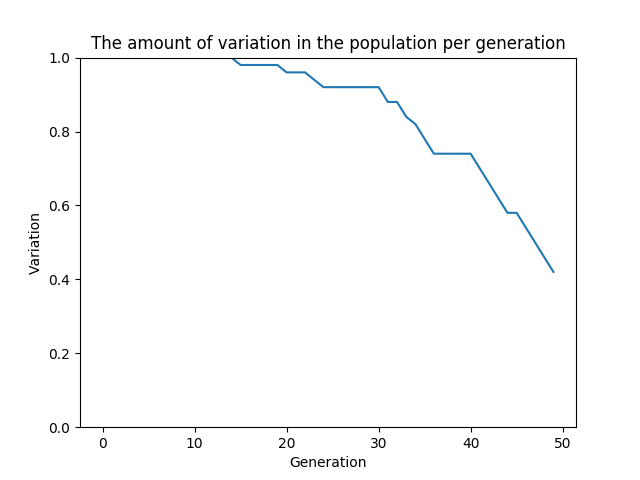 The amount of variation in the population per generation
1.0
0.8
0.6
0.4
0.2
0.0
Variation
0 10 20 30 40 50
Generation